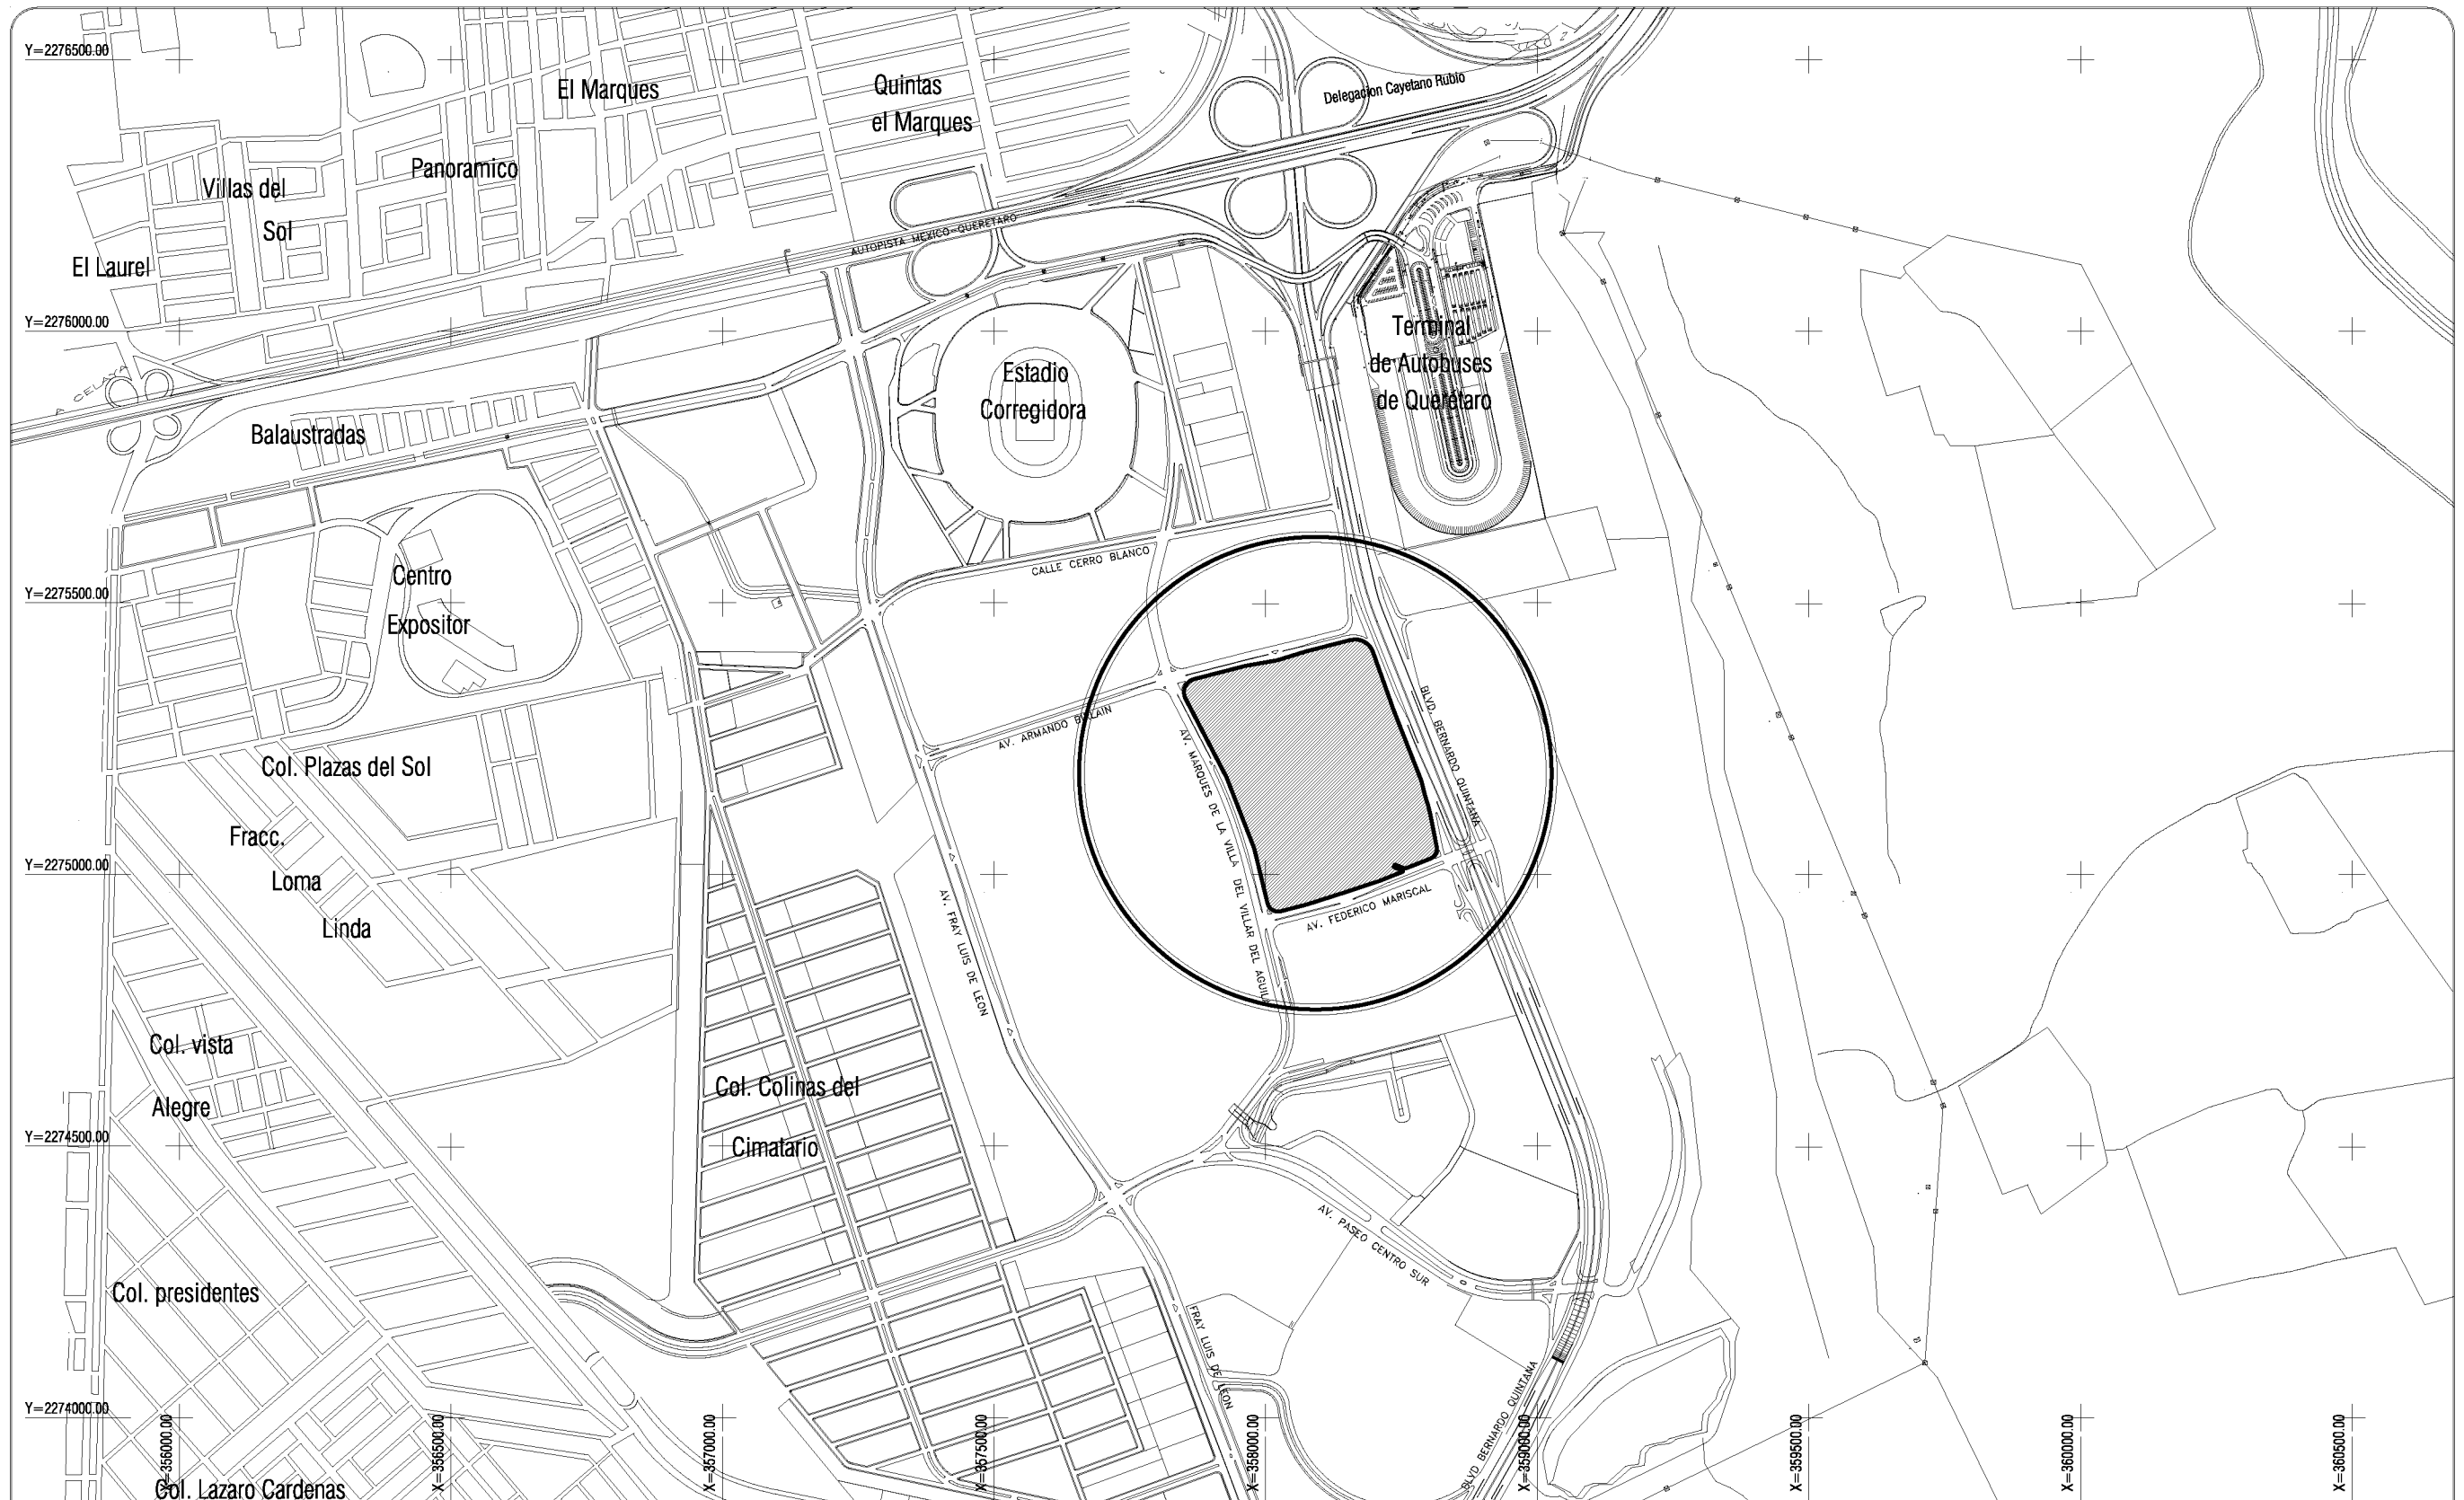 Y=2276500.00
El Marques
Quintas
el Marques
Delegacion Cayetano Rubio
Panoramico
Villas del
Sol
El Laurel
AUTOPISTA MEXICO-QUERETARO
Y=2276000.00
Terminal
de Autobuses
de Querétaro
Estadio
Corregidora
A CELAYA
Balaustradas
CALLE CERRO BLANCO
Centro
Expositor
Y=2275500.00
AV. ARMANDO BIRLAIN
BLVD. BERNARDO QUINTANA
AV. MARQUES DE LA VILLA DEL VILLAR DEL AGUILA
Col. Plazas del Sol
Fracc.
Loma
Linda
Y=2275000.00
AV. FRAY LUIS DE LEON
AV. FEDERICO MARISCAL
Col. vista
Alegre
Col. Colinas del
Cimatario
Y=2274500.00
AV. PASEO CENTRO SUR
Col. presidentes
FRAY LUIS DE LEON
BLVD BERNARDO QUINTANA
Y=2274000.00
Col. Lazaro Cardenas
X=356000.00
X=356500.00
X=357000.00
X=357500.00
X=358000.00
X=359500.00
X=360000.00
X=360500.00